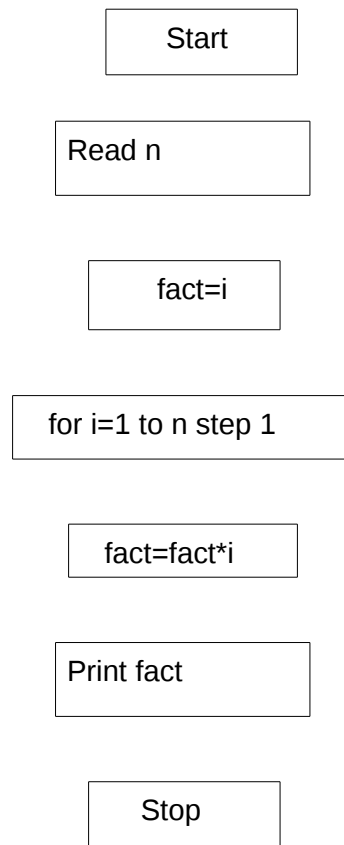 Start
Read n
fact=i
for i=1 to n step 1
fact=fact*i
Print fact
Stop